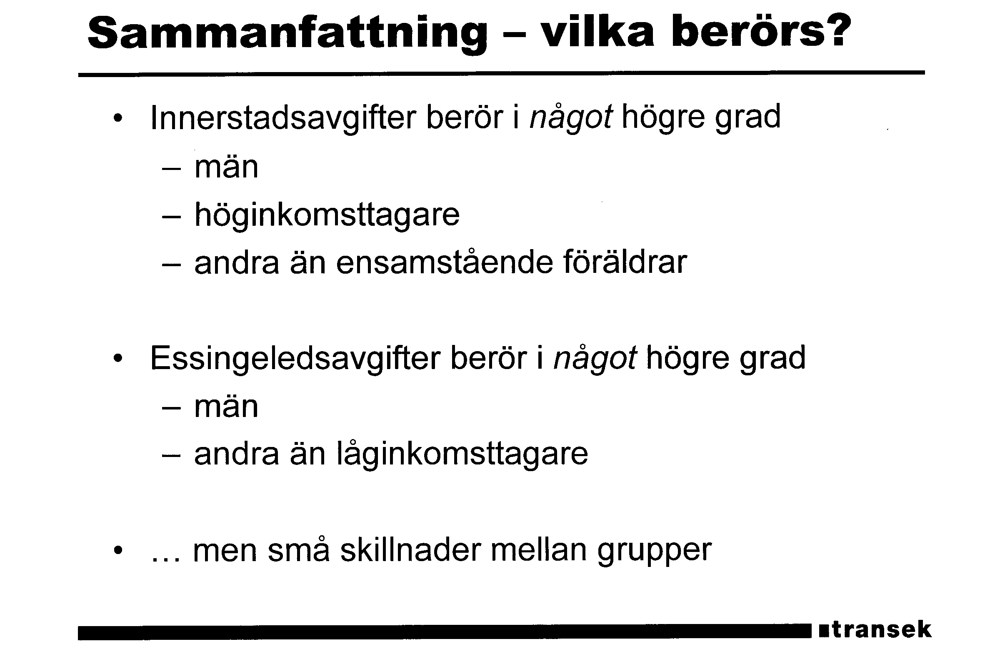 Sammanfattning – vilka berörs?
• Innerstadsavgifter berör i något högre grad
– män
– höginkomsttagare
– andra än ensamstående föräldrar
• Essingeledsavgifter berör i något högre grad
– män
– andra än låginkomsttagare
• ... men små skillnader mellan grupper
transek